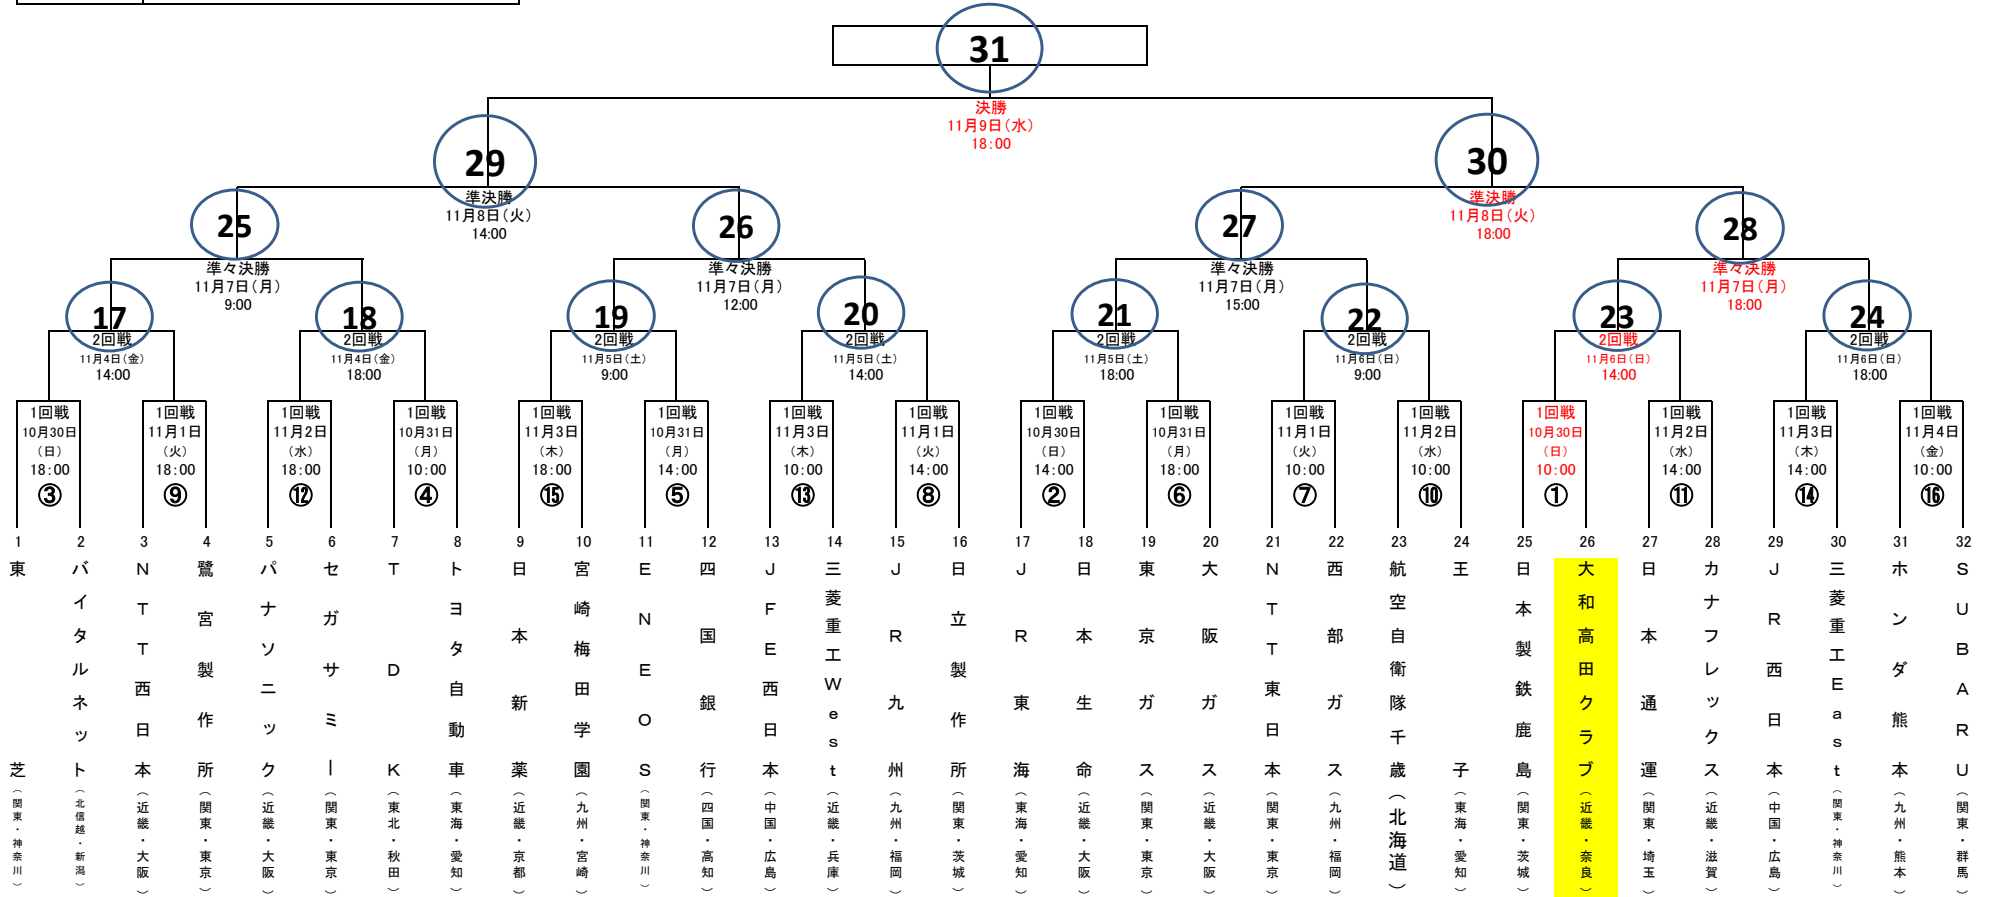 31
決勝
11月9日(水)
18:00
29
準決勝
11月8日(火)
14:00
30
準決勝
11月8日(火)
18:00
25
準々決勝
11月7日(月)
9:00
26
準々決勝
11月7日(月)
12:00
27
準々決勝
11月7日(月)
15:00
28
準々決勝
11月7日(月)
18:00
17
2回戦
11月4日(金)
14:00
18
2回戦
11月4日(金)
18:00
19
2回戦
11月5日(土)
9:00
20
2回戦
11月5日(土)
14:00
21
2回戦
11月5日(土)
18:00
22
2回戦
11月6日(日)
9:00
23
2回戦
11月6日(日)
14:00
24
2回戦
11月6日(日)
18:00
1回戦
10月30日
(日)
18:00
③
1回戦
11月1日
(火)
18:00
⑨
1回戦
11月2日
(水)
18:00
⑫
1回戦
10月31日
(月)
10:00
④
1回戦
11月3日
(木)
18:00
⑮
1回戦
10月31日
(月)
14:00
⑤
1回戦
11月3日
(木)
10:00
⑬
1回戦
11月1日
(火)
14:00
⑧
1回戦
10月30日
(日)
14:00
②
1回戦
10月31日
(月)
18:00
⑥
1回戦
11月1日
(火)
10:00
⑦
1回戦
11月2日
(水)
10:00
⑩
1回戦
10月30日
(日)
10:00
①
1回戦
11月2日
(水)
14:00
⑪
1回戦
11月3日
(木)
14:00
⑭
1回戦
11月4日
(金)
10:00
⑯
1
東芝(関東・神奈川)
2
バイタルネット(北信越・新潟)
3
NTT西日本(近畿・大阪)
4
鷺宮製作所(関東・東京)
5
パナソニック(近畿・大阪)
6
セガサミー(関東・東京)
7
TDK(東北・秋田)
8
トヨタ自動車(東海・愛知)
9
日本新薬(近畿・京都)
10
宮崎梅田学園(九州・宮崎)
11
ENEOS(関東・神奈川)
12
四国銀行(四国・高知)
13
JFE西日本(中国・広島)
14
三菱重工West(近畿・兵庫)
15
JR九州(九州・福岡)
16
日立製作所(関東・茨城)
17
JR東海(東海・愛知)
18
日本生命(近畿・大阪)
19
東京ガス(関東・東京)
20
大阪ガス(近畿・大阪)
21
NTT東日本(関東・東京)
22
西部ガス(九州・福岡)
23
航空自衛隊千歳(北海道)
24
王子(東海・愛知)
25
日本製鉄鹿島(関東・茨城)
26
大和高田クラブ(近畿・奈良)
27
日本通運(関東・埼玉)
28
カナフレックス(近畿・滋賀)
29
JR西日本(中国・広島)
30
三菱重工East(関東・神奈川)
31
ホンダ熊本(九州・熊本)
32
SUBARU(関東・群馬)